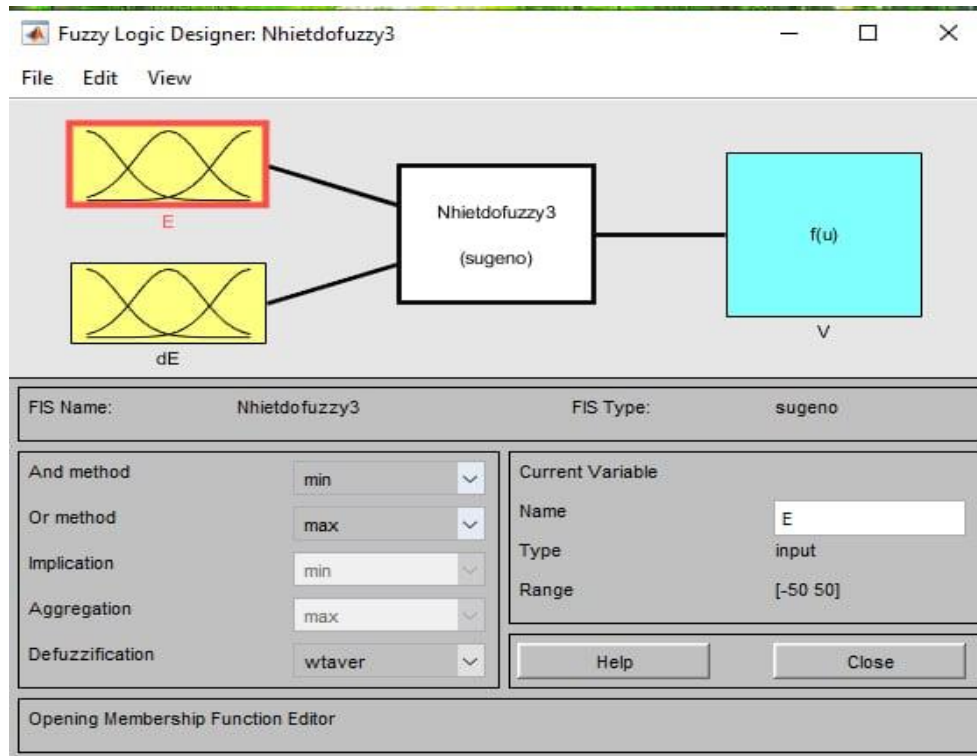 Fuzzy Logic Designer: Nhietdofuzzy3
File Edit View
E
dE
Nhietdofuzzy3
(sugeno)
f(u)
V
FIS Name: Nhietdofuzzy3 FIS Type: sugeno
And method min
Or method max
Implication min
Aggregation max
Defuzzification wtaver
Current Variable
Name E
Type input
Range [-50 50]
Help Close
Opening Membership Function Editor